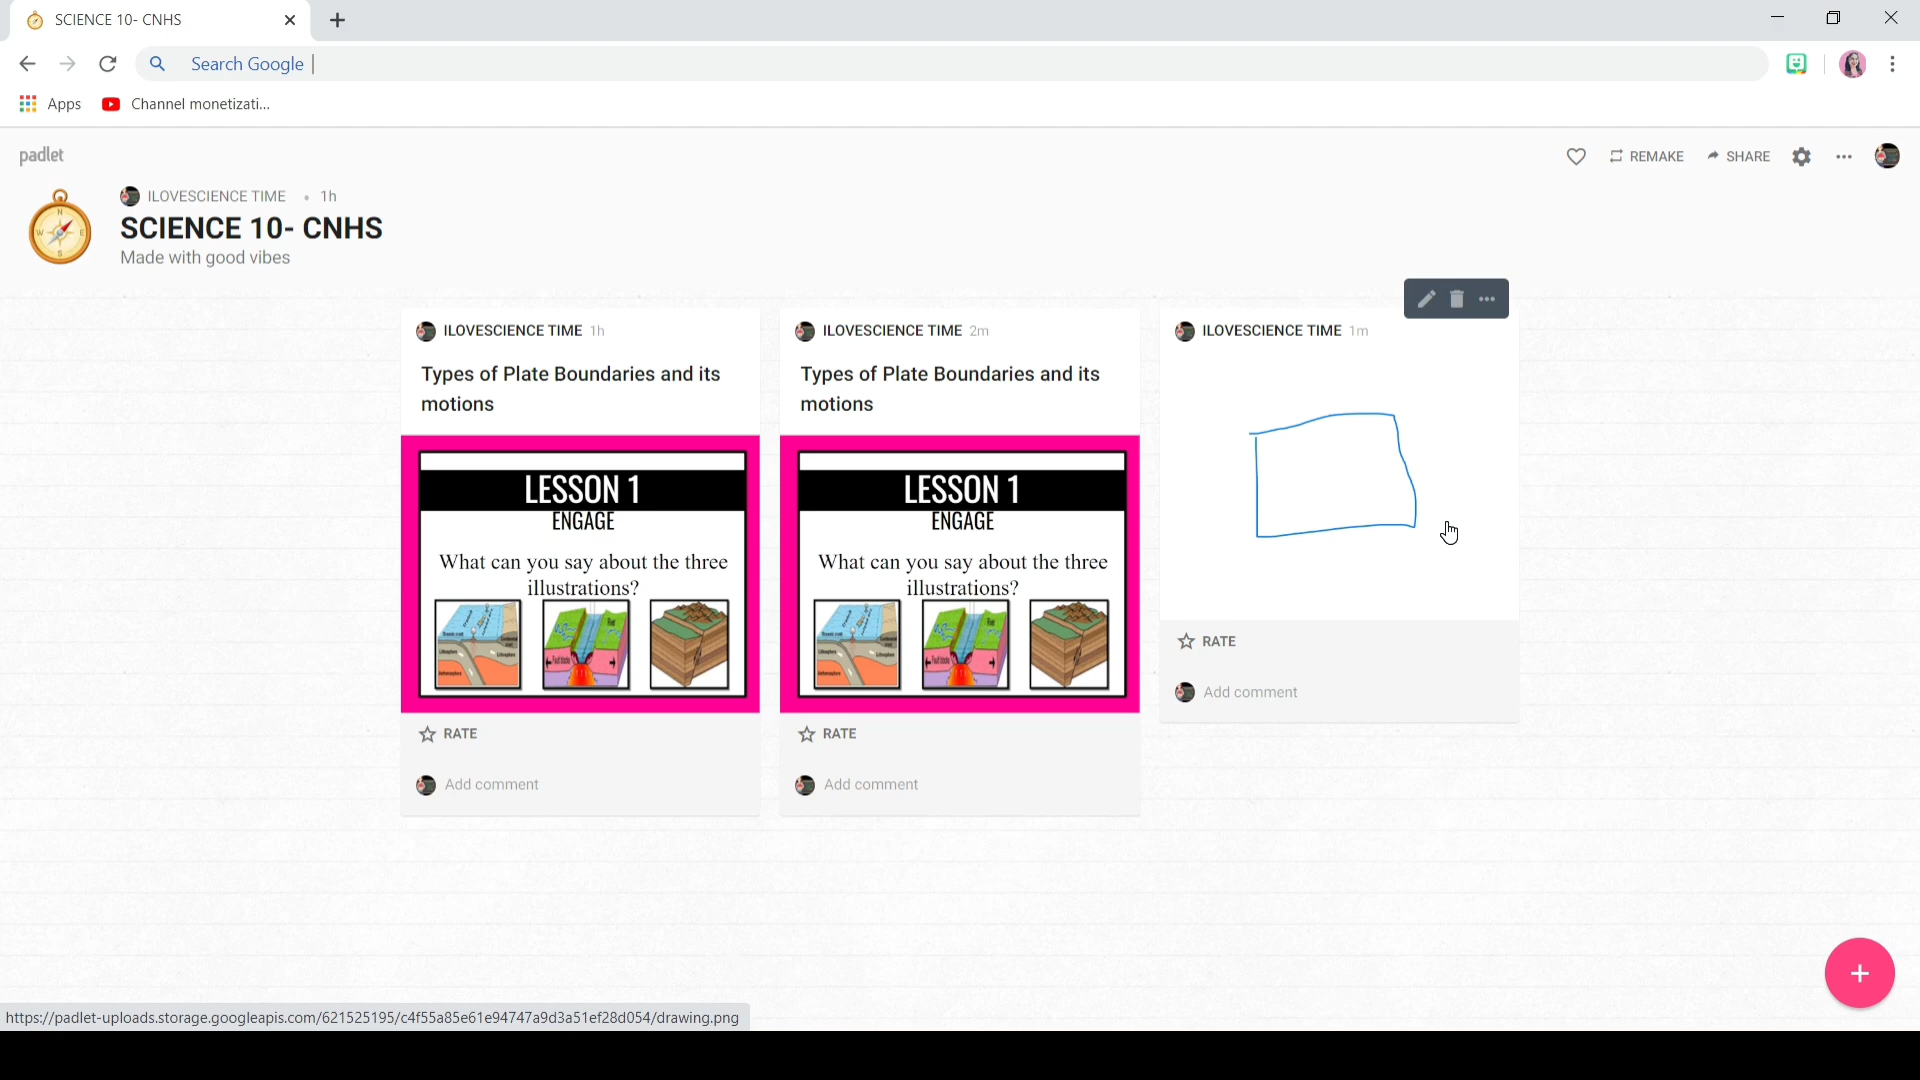 SCIENCE 10- CNHS
Search Google
Apps
Channel monetizati...
padlet
REMAKE
SHARE
ILOVESCIENCE TIME • 1h
SCIENCE 10- CNHS
Made with good vibes
ILOVESCIENCE TIME 1h
Types of Plate Boundaries and its
motions
LESSON 1
ENGAGE
What can you say about the three
illustrations?
RATE
Add comment
ILOVESCIENCE TIME 2m
Types of Plate Boundaries and its
motions
LESSON 1
ENGAGE
What can you say about the three
illustrations?
RATE
Add comment
ILOVESCIENCE TIME 1m
RATE
Add comment
https://padlet-uploads.storage.googleapis.com/621525195/c4f55a85e61e94747a9d3a51ef28d054/drawing.png